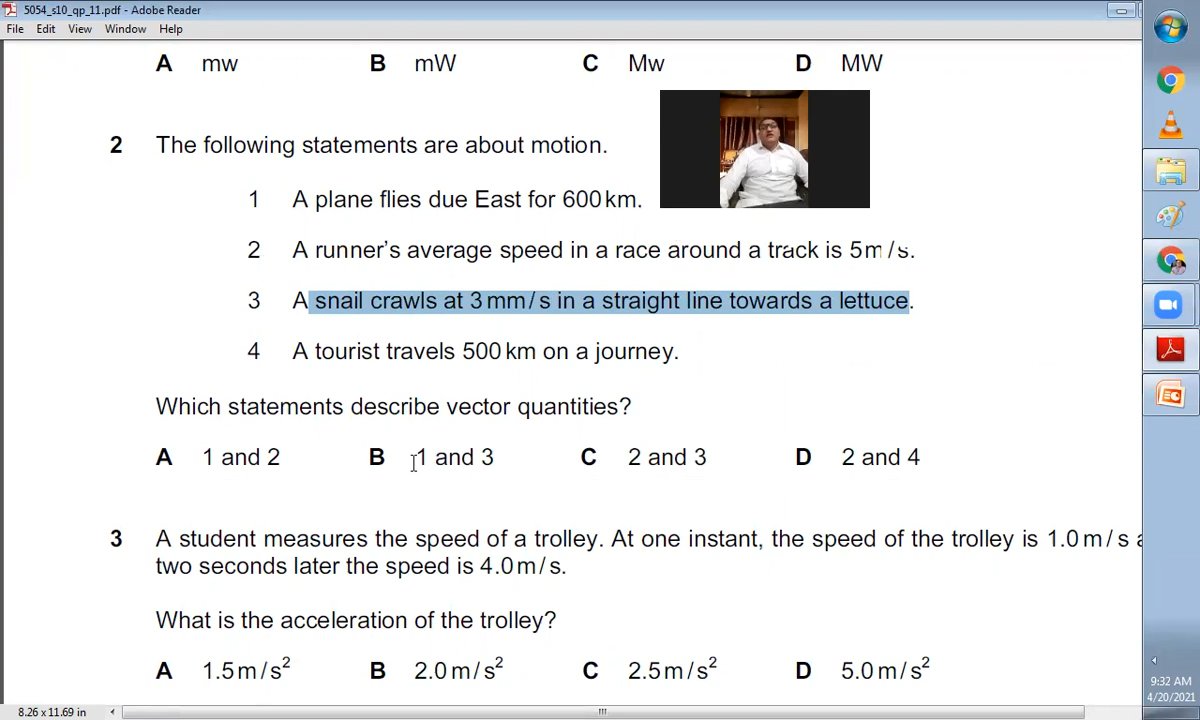 5054_s10_qp_11.pdf - Adobe Reader
File Edit View Window Help
A mw B mW C Mw D MW
2 The following statements are about motion.
1 A plane flies due East for 600 km.
2 A runner's average speed in a race around a track is 5 m / s.
3 A snail crawls at 3 mm / s in a straight line towards a lettuce.
4 A tourist travels 500 km on a journey.
Which statements describe vector quantities?
A 1 and 2 B 1 and 3 C 2 and 3 D 2 and 4
3 A student measures the speed of a trolley. At one instant, the speed of the trolley is 1.0 m / s
two seconds later the speed is 4.0 m / s.
What is the acceleration of the trolley?
A 1.5 m / s² B 2.0 m / s² C 2.5 m / s² D 5.0 m / s²
9:32 AM
4/20/2021
8.26 x 11.69 in